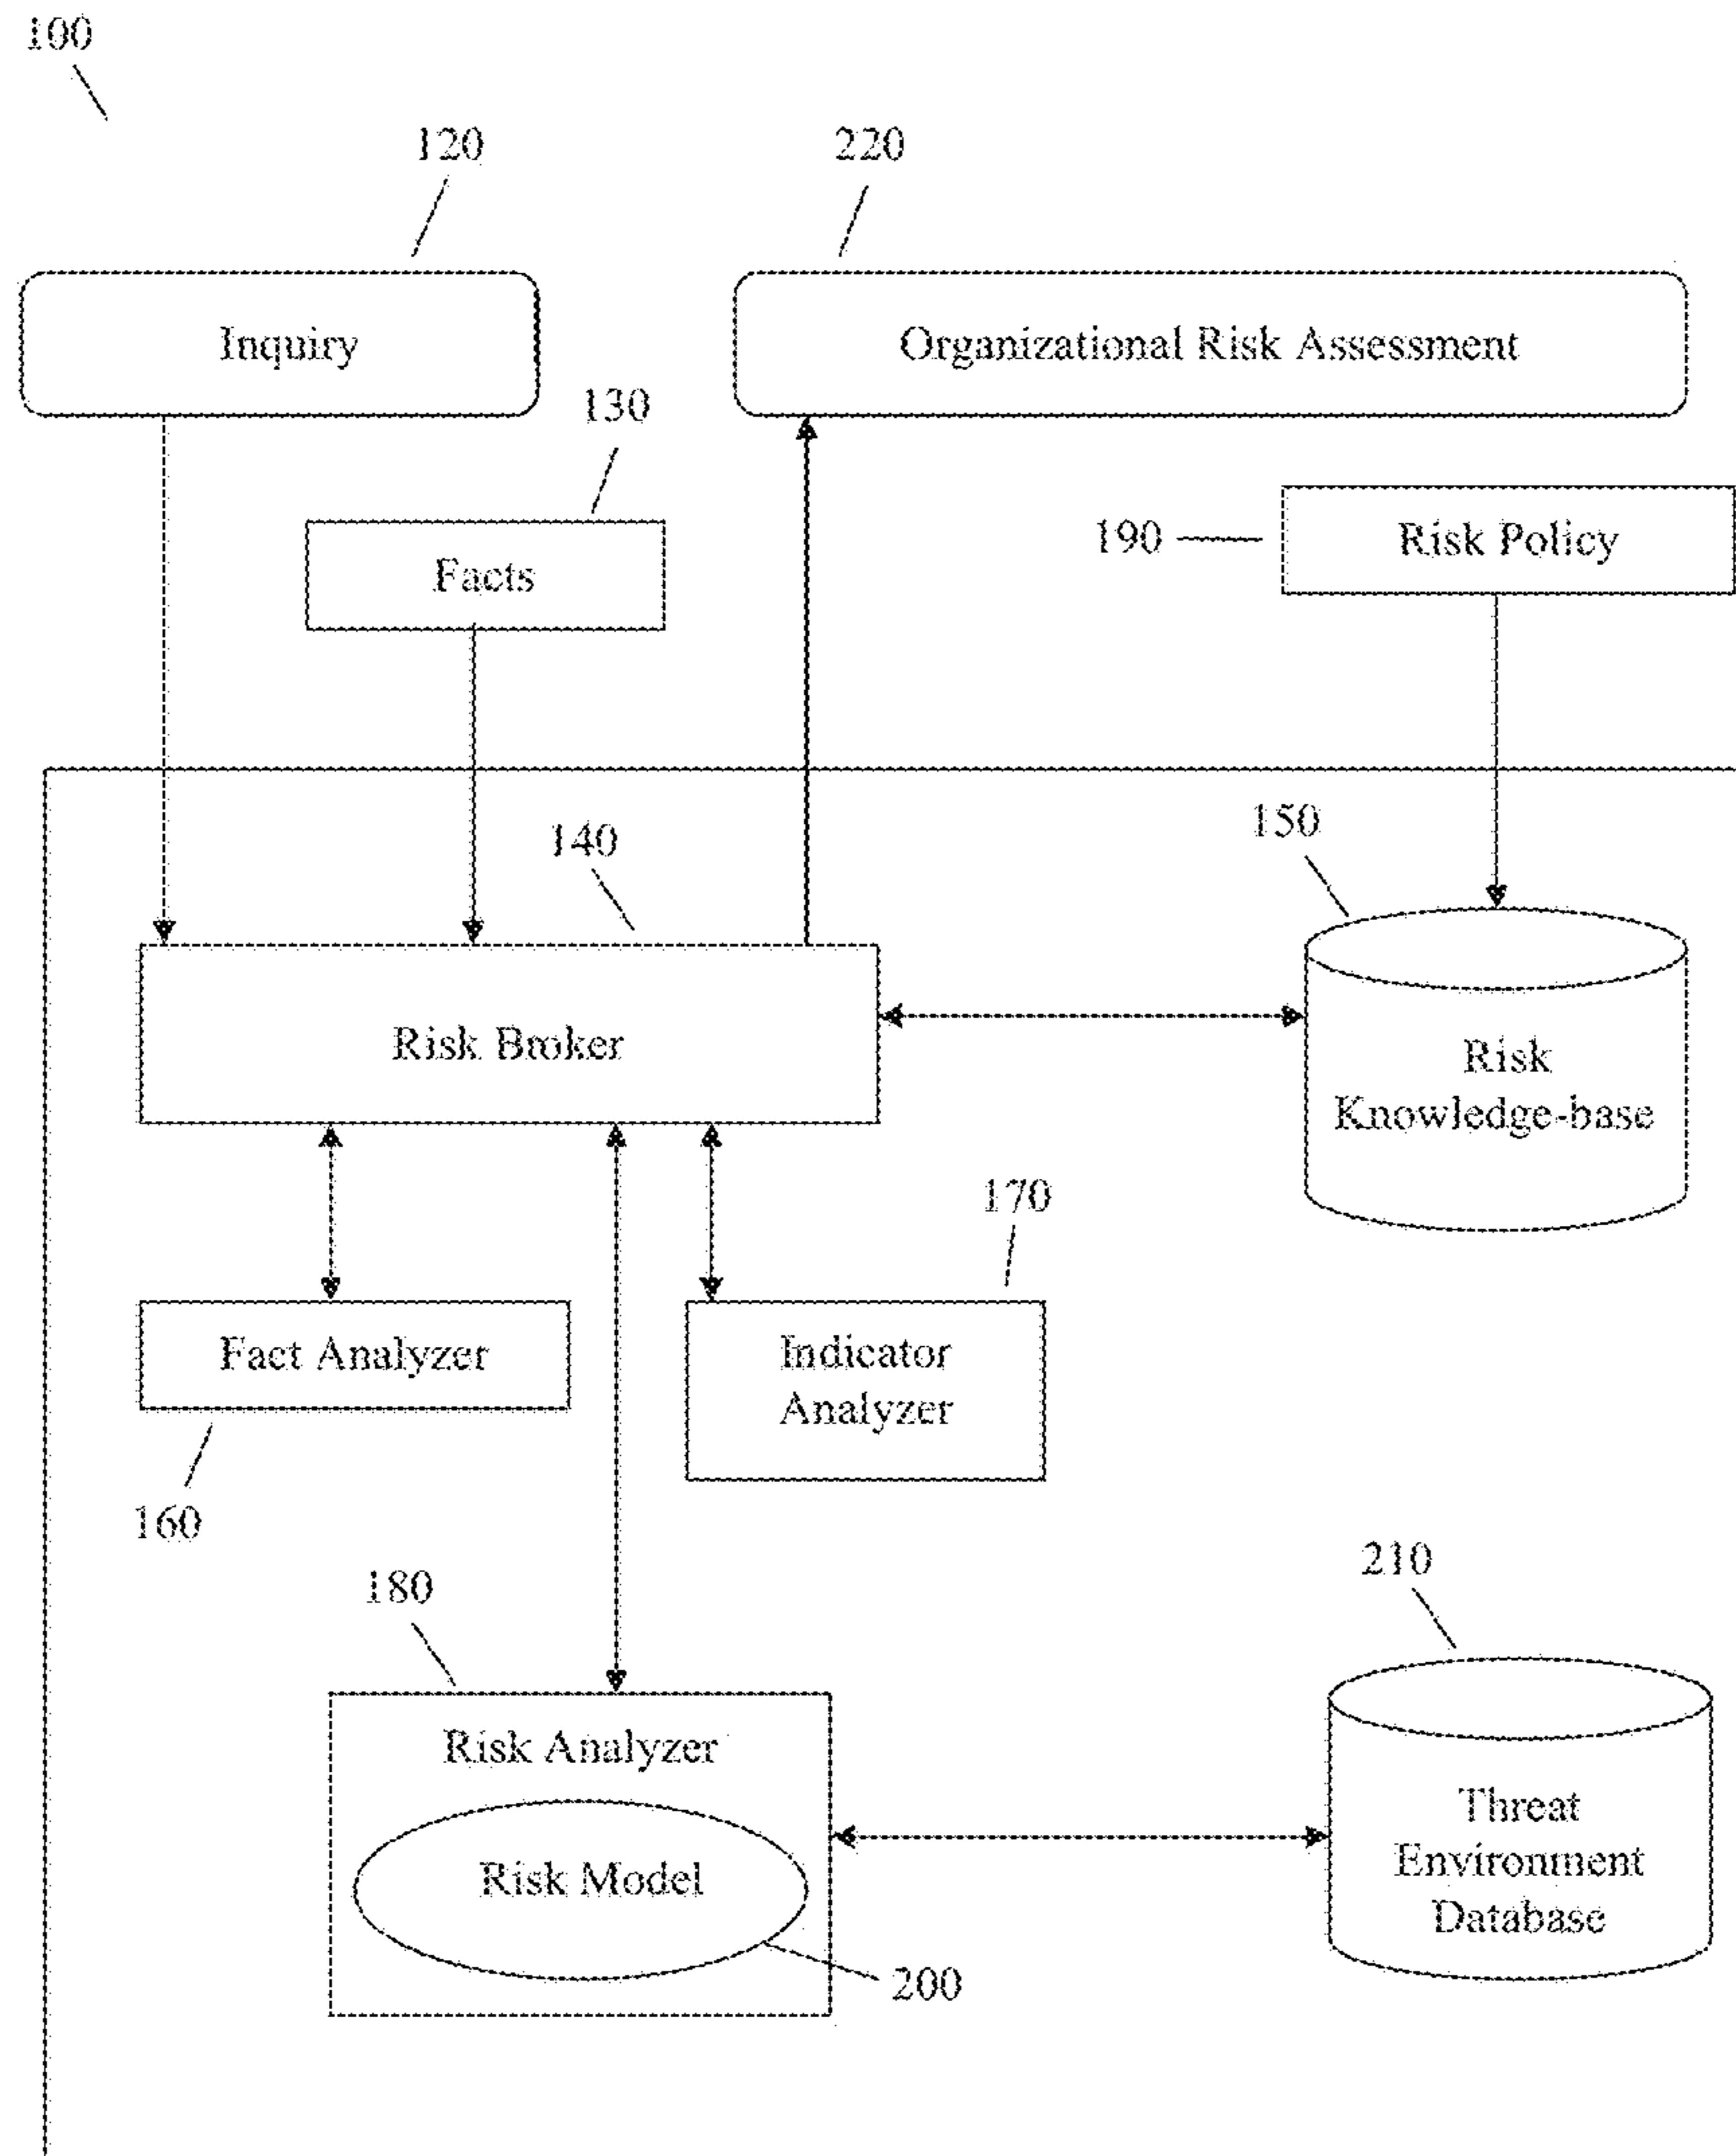 100
120
220
Inquiry
Organizational Risk Assessment
130
190
Risk Policy
Facts
140
150
Risk Broker
Risk
Knowledge-base
170
Fact Analyzer
Indicator
Analyzer
160
180
210
Risk Analyzer
Threat
Environment
Database
Risk Model
200